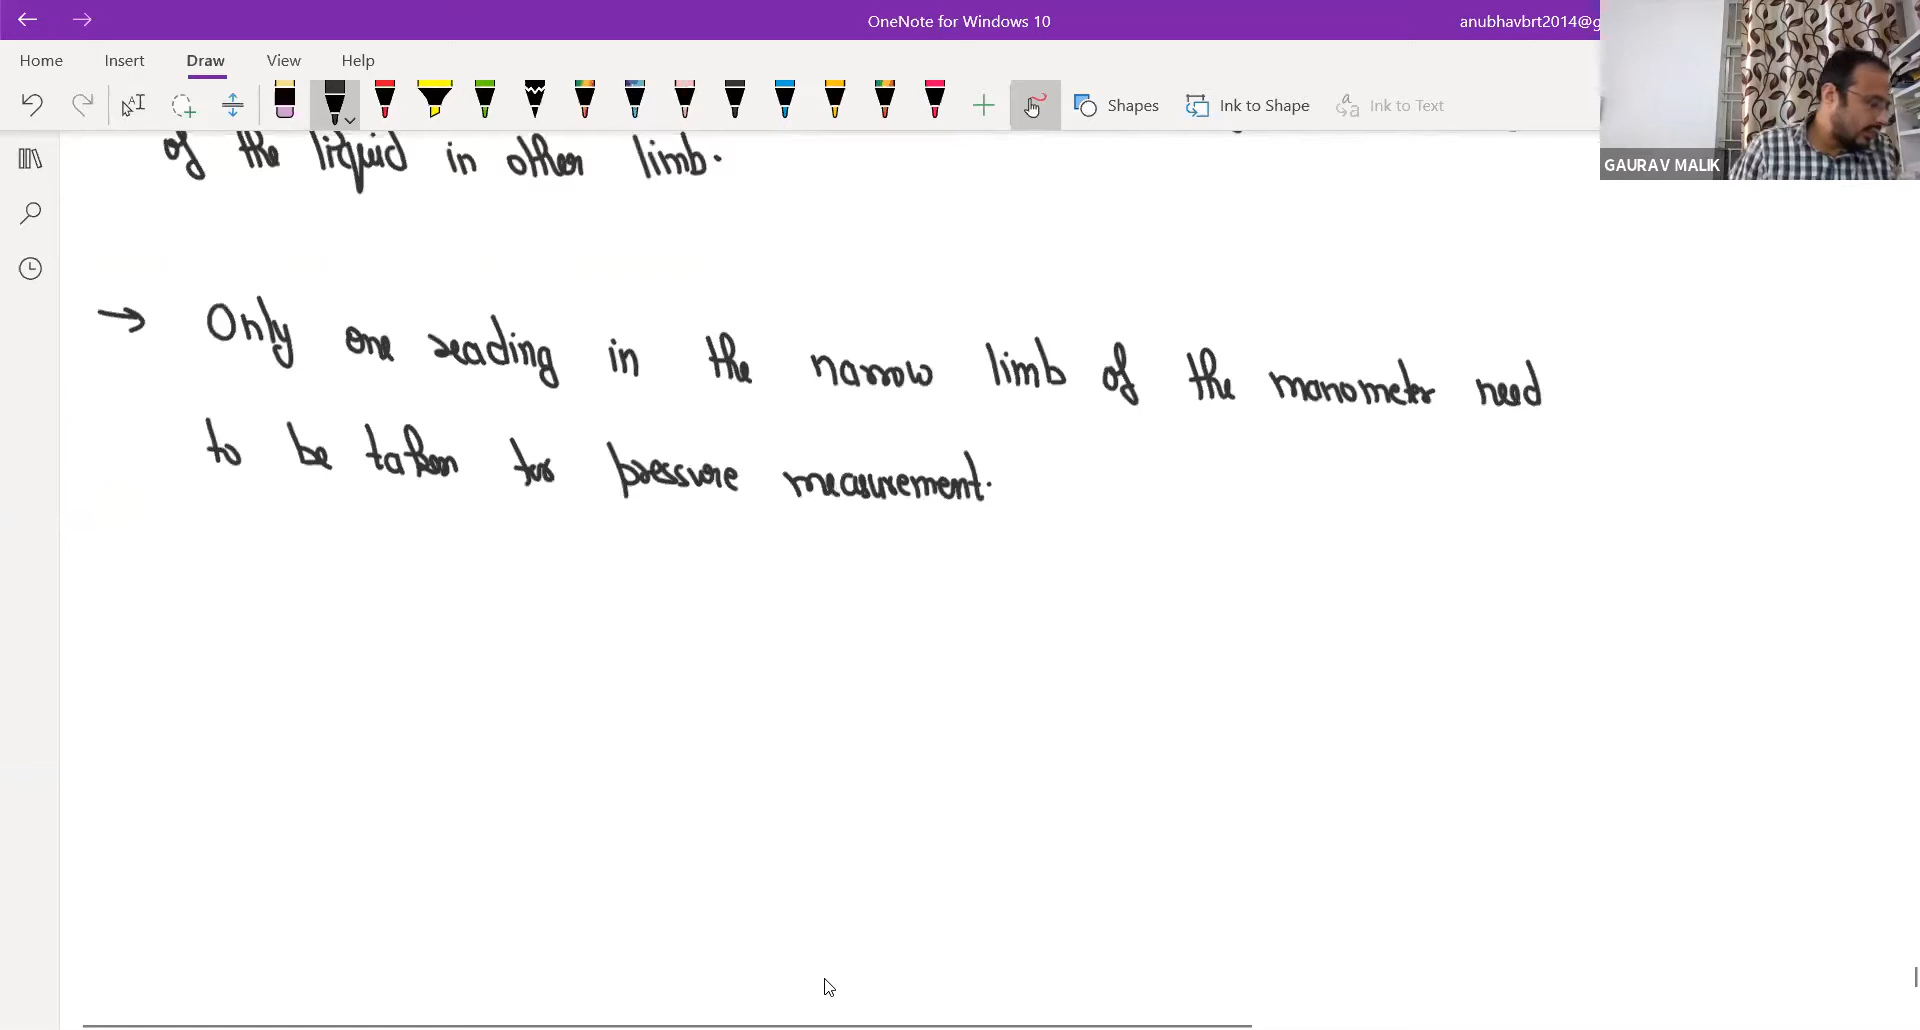 OneNote for Windows 10
anubhavbrt2014@g
Home Insert Draw View Help
Shapes Ink to Shape Ink to Text
GAURAV MALIK
of the liquid in other limb.
→ Only one reading in the narrow limb of the manometer need
to be taken for pressure measurement.